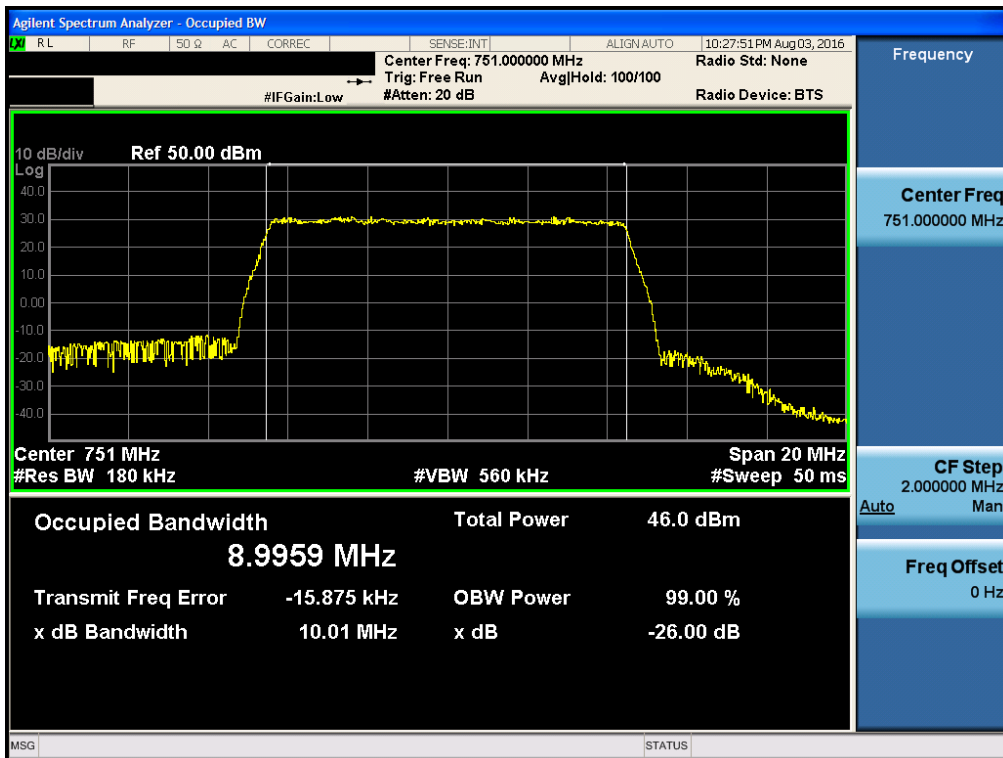 Agilent Spectrum Analyzer - Occupied BW
LXI RL RF 50 Ω AC CORREC SENSE:INT ALIGN AUTO 10:27:51 PM Aug 03, 2016
Center Freq: 751.000000 MHz Radio Std: None
Trig: Free Run Avg|Hold: 100/100
#IFGain:Low #Atten: 20 dB Radio Device: BTS
10 dB/div Ref 50.00 dBm
Log
40.0
30.0
20.0
10.0
0.00
-10.0
-20.0
-30.0
-40.0
Center 751 MHz Span 20 MHz
#Res BW 180 kHz #VBW 560 kHz #Sweep 50 ms
Occupied Bandwidth Total Power 46.0 dBm
8.9959 MHz
Transmit Freq Error -15.875 kHz OBW Power 99.00 %
x dB Bandwidth 10.01 MHz x dB -26.00 dB
MSG STATUS
Frequency
Center Freq
751.000000 MHz
CF Step
2.000000 MHz
Auto Man
Freq Offset
0 Hz